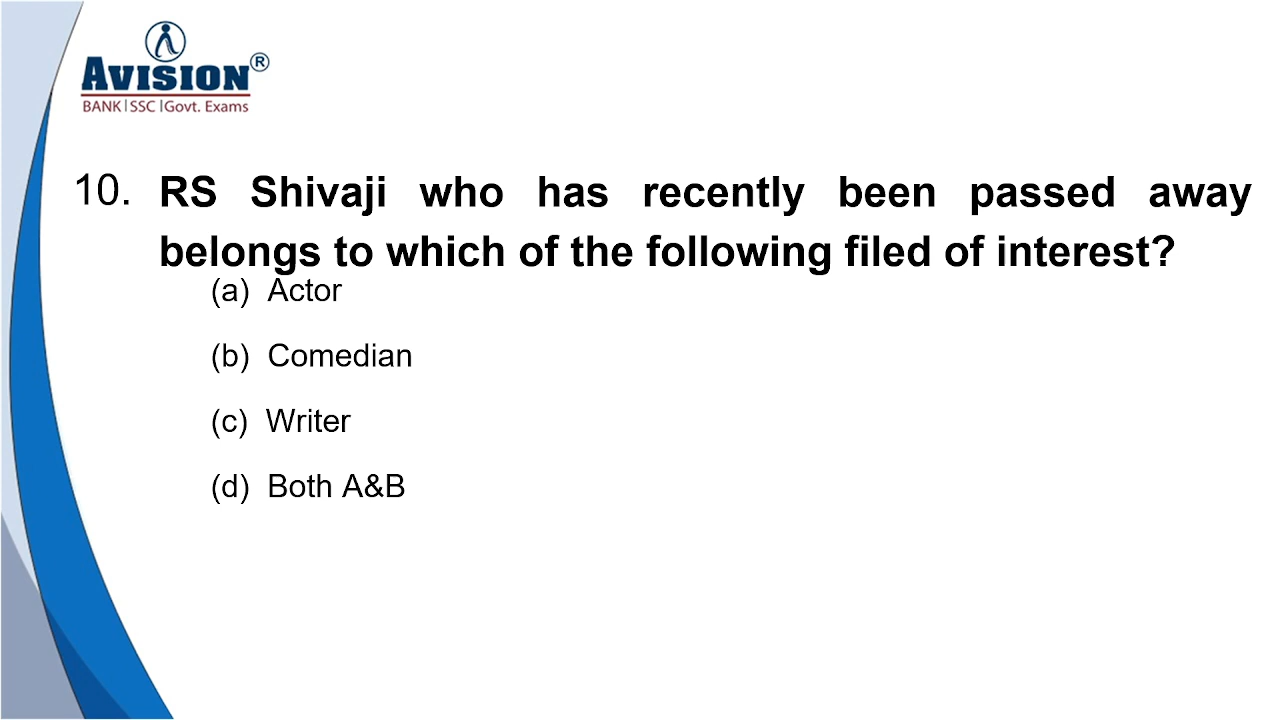 AVISION®
BANK|SSC|Govt. Exams
10. RS Shivaji who has recently been passed away
belongs to which of the following filed of interest?
(a) Actor
(b) Comedian
(c) Writer
(d) Both A&B